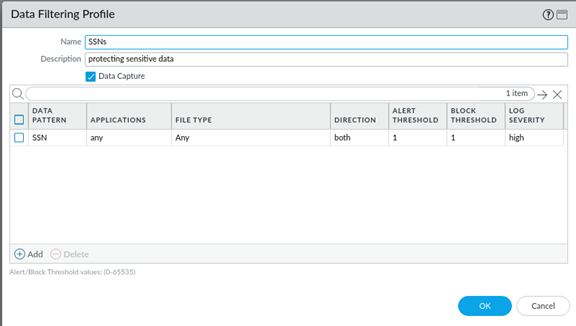 Data Filtering Profile
Name SSNs
Description protecting sensitive data
Data Capture
1 item
DATA PATTERN APPLICATIONS FILE TYPE DIRECTION ALERT THRESHOLD BLOCK THRESHOLD LOG SEVERITY
SSN any Any both 1 1 high
Add Delete
Alert/Block Threshold values: (0-65535)
OK Cancel